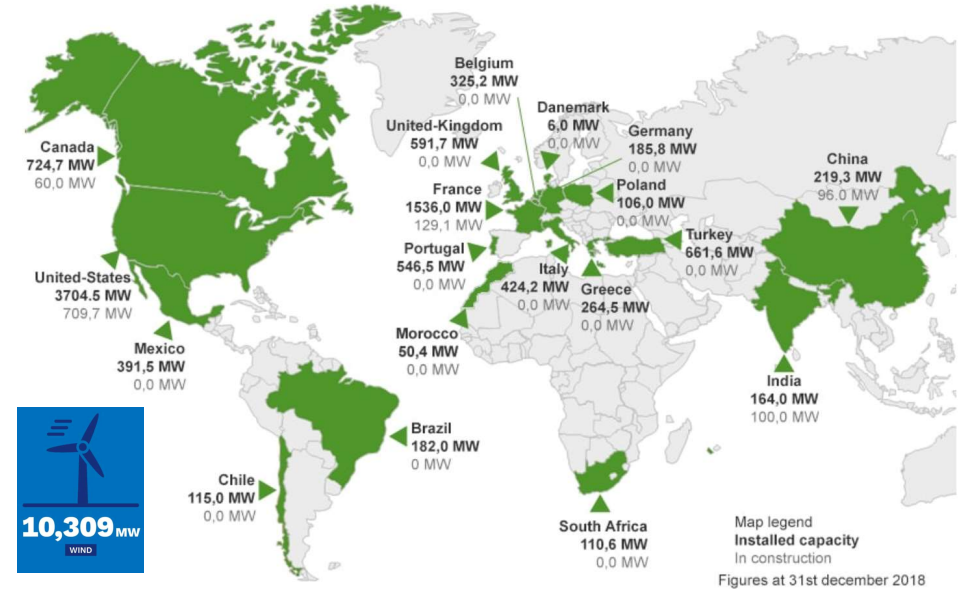 Belgium
325,2 MW
0,0 MW
Danemark
6,0 MW
0,0 MW
United-Kingdom
591,7 MW
0,0 MW
Germany
185,8 MW
0,0 MW
Canada
724,7 MW
60,0 MW
China
219,3 MW
96.0 MW
France
1536,0 MW
129,1 MW
Poland
106,0 MW
0,0 MW
Portugal
546,5 MW
0,0 MW
Turkey
661,6 MW
0,0 MW
United-States
3704.5 MW
709,7 MW
Italy
424,2 MW
0,0 MW
Greece
264,5 MW
0,0 MW
Morocco
50,4 MW
0,0 MW
Mexico
391,5 MW
0,0 MW
India
164,0 MW
100,0 MW
Brazil
182,0 MW
0 MW
Chile
115,0 MW
0,0 MW
10,309 MW
WIND
South Africa
110,6 MW
0,0 MW
Map legend
Installed capacity
In construction
Figures at 31st december 2018